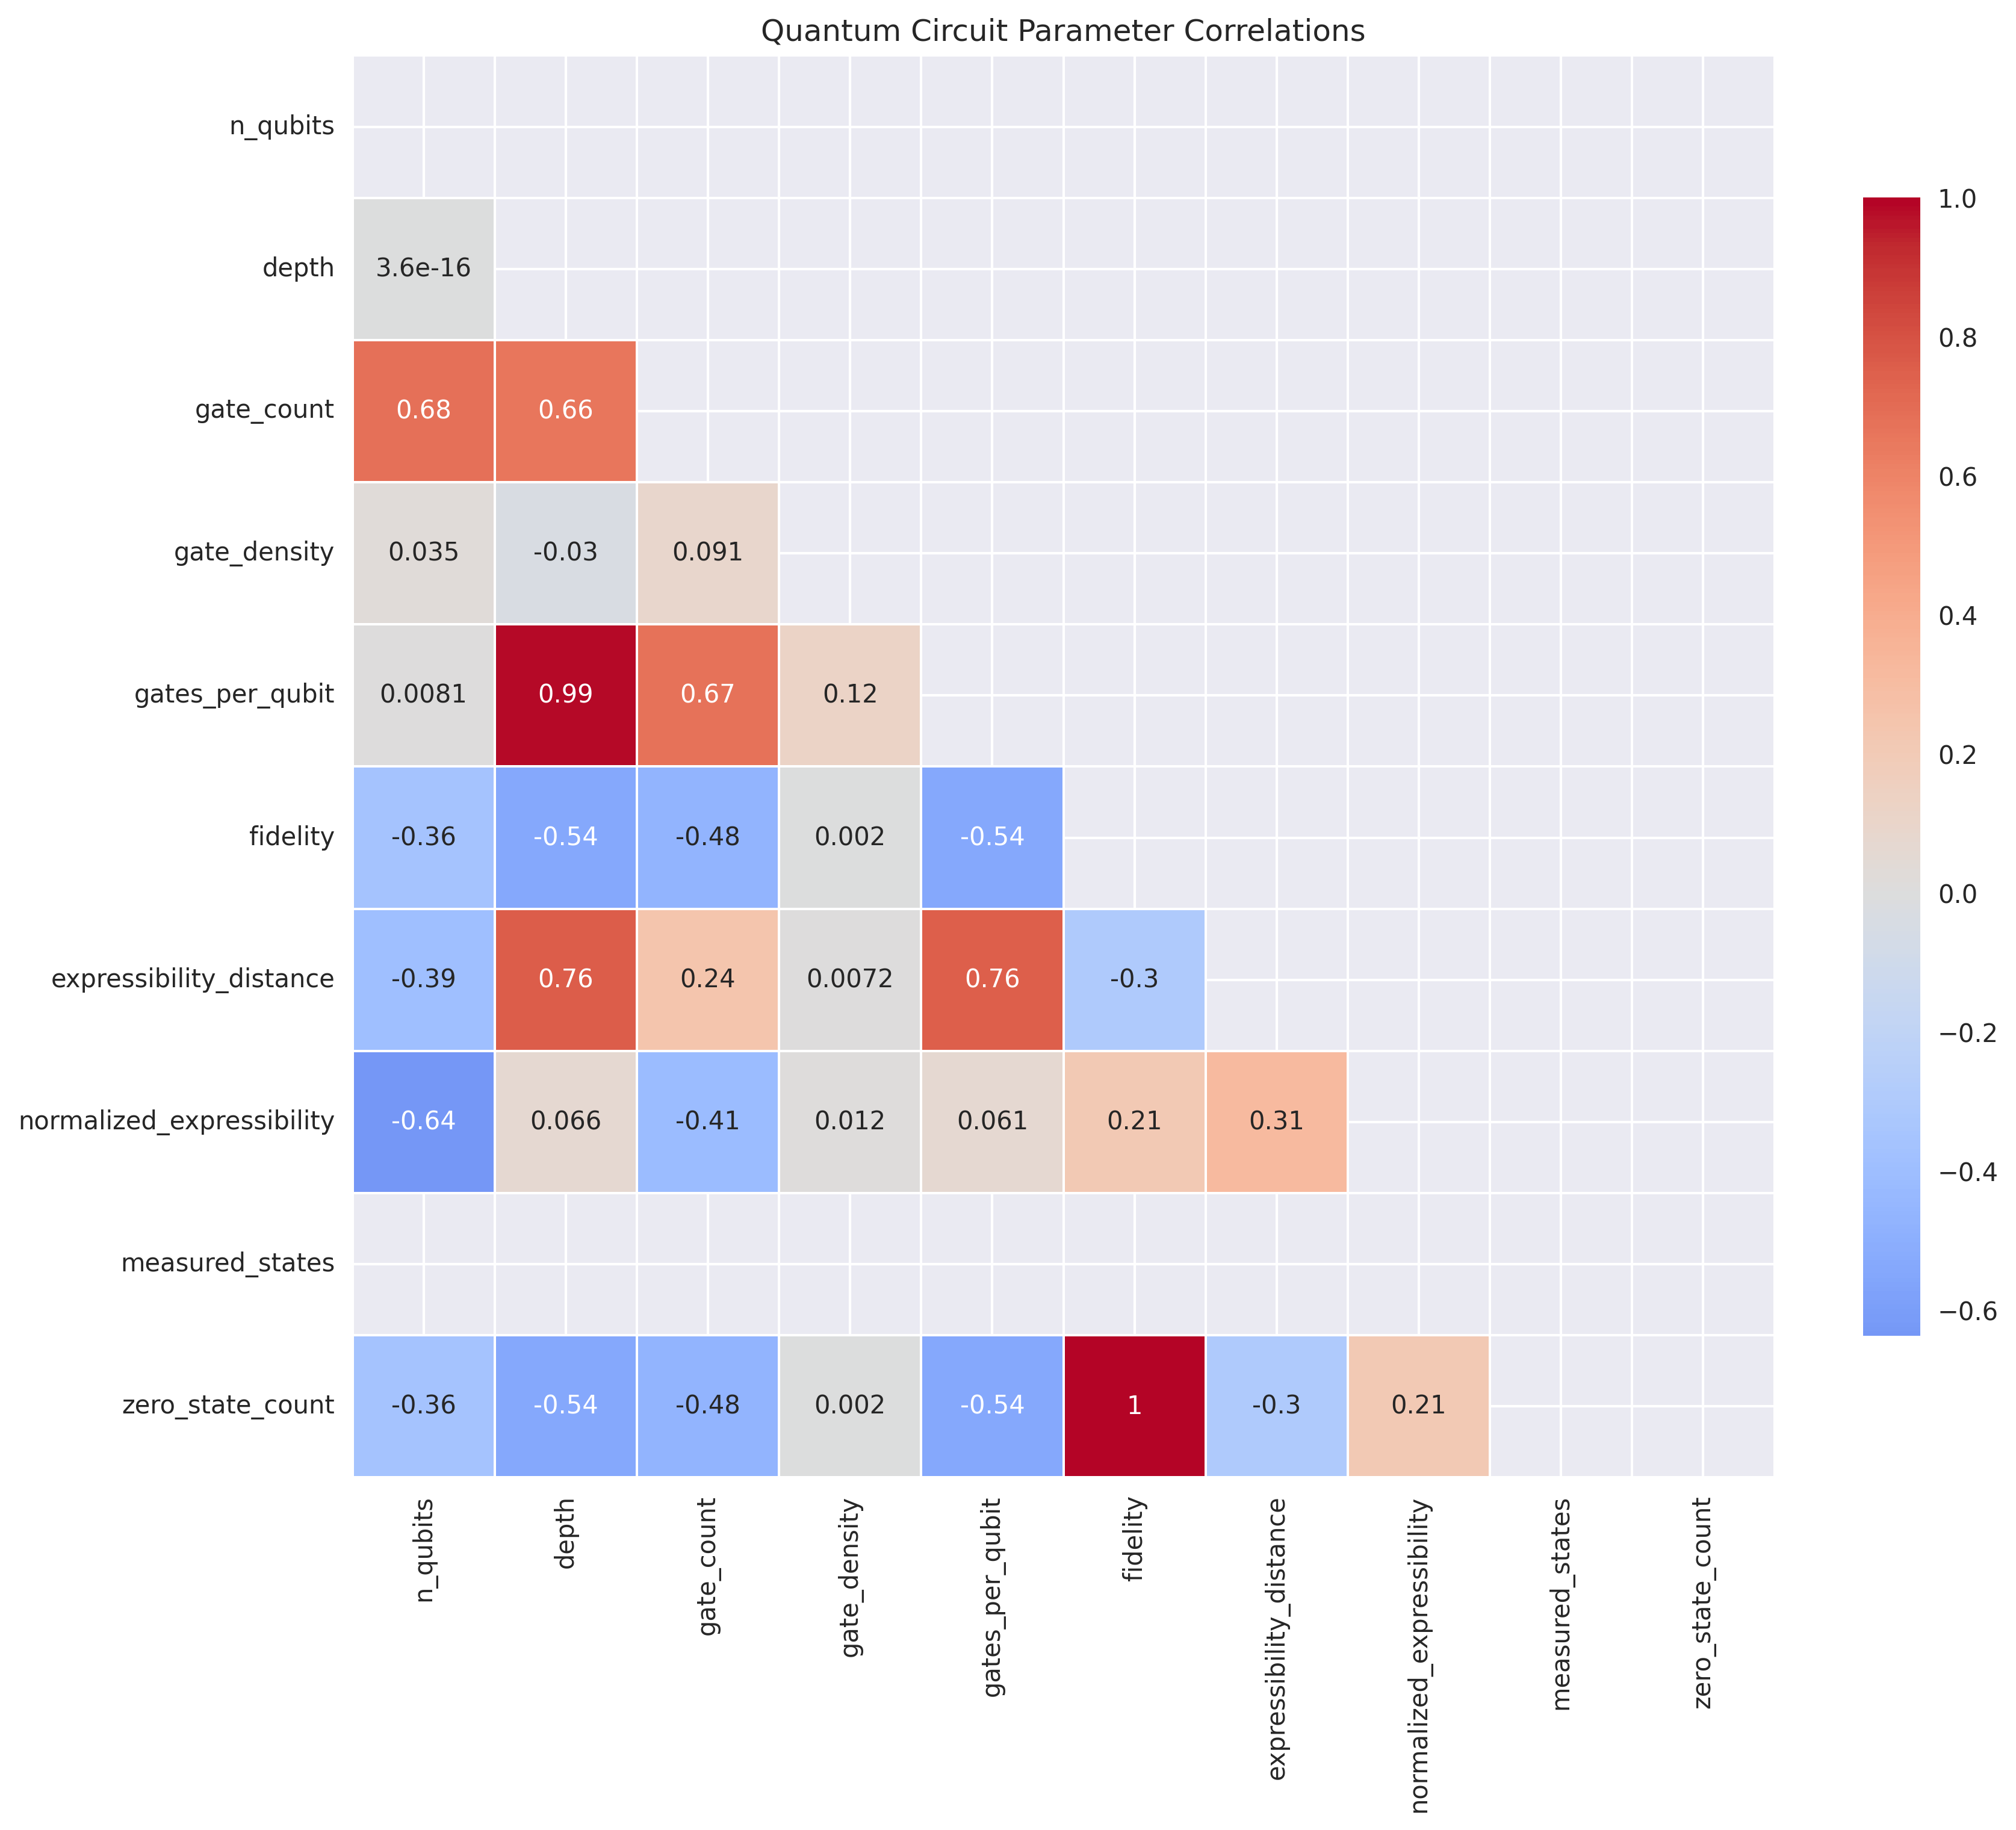 Quantum Circuit Parameter Correlations
n_qubits
depth
3.6e-16
gate_count
0.68 0.66
gate_density
0.035 -0.03 0.091
gates_per_qubit
0.0081 0.99 0.67 0.12
fidelity
-0.36 -0.54 -0.48 0.002 -0.54
expressibility_distance
-0.39 0.76 0.24 0.0072 0.76 -0.3
normalized_expressibility
-0.64 0.066 -0.41 0.012 0.061 0.21 0.31
measured_states
zero_state_count
-0.36 -0.54 -0.48 0.002 -0.54 1 -0.3 0.21
n_qubits
depth
gate_count
gate_density
gates_per_qubit
fidelity
expressibility_distance
normalized_expressibility
measured_states
zero_state_count
1.0
0.8
0.6
0.4
0.2
0.0
−0.2
−0.4
−0.6